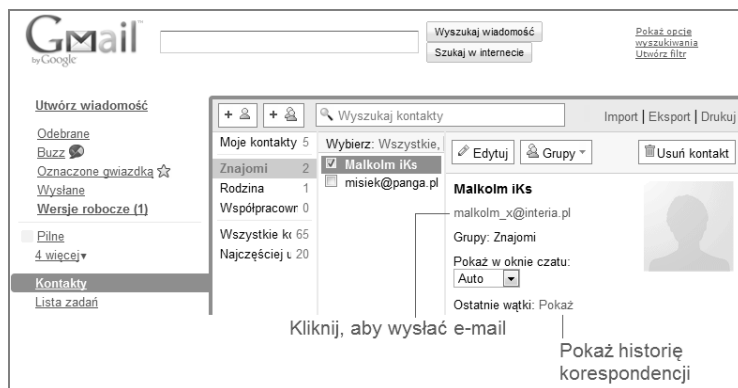 Gmail
by Google
Wyszukaj wiadomość
Szukaj w internecie
Pokaż opcje
wyszukiwania
Utwórz filtr
Utwórz wiadomość
Odebrane
Buzz
Oznaczone gwiazdką
Wysłane
Wersje robocze (1)
Pilne
4 więcej▾
Kontakty
Lista zadań
+ +
Wyszukaj kontakty
Import | Eksport | Drukuj
Moje kontakty 5
Znajomi 2
Rodzina 1
Współpracown 0
Wszystkie kc 65
Najczęściej u 20
Wybierz: Wszystkie,
Malkolm iKs
misiek@panga.pl
Edytuj
Grupy
Usuń kontakt
Malkolm iKs
malkolm_x@interia.pl
Grupy: Znajomi
Pokaż w oknie czatu:
Auto
Ostatnie wątki: Pokaż
Kliknij, aby wysłać e-mail
Pokaż historię
korespondencji